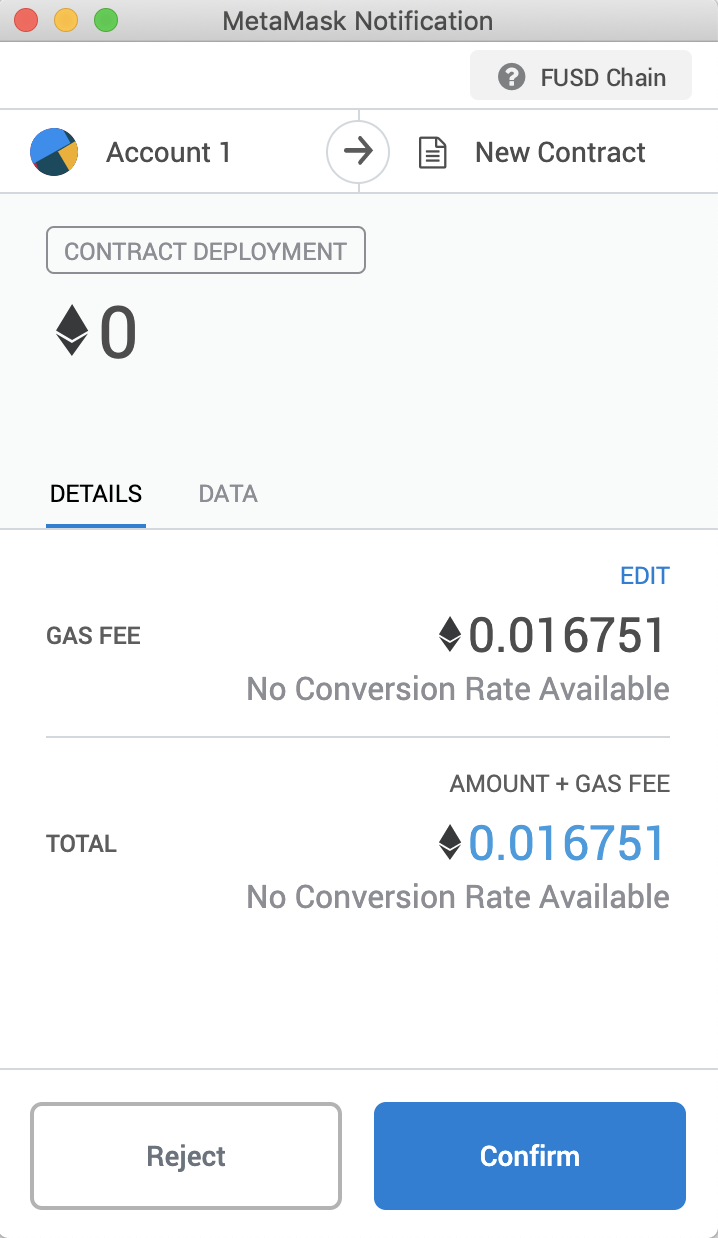 MetaMask Notification
FUSD Chain
Account 1
New Contract
CONTRACT DEPLOYMENT
0
DETAILS
DATA
EDIT
GAS FEE
0.016751
No Conversion Rate Available
AMOUNT + GAS FEE
TOTAL
0.016751
No Conversion Rate Available
Reject
Confirm